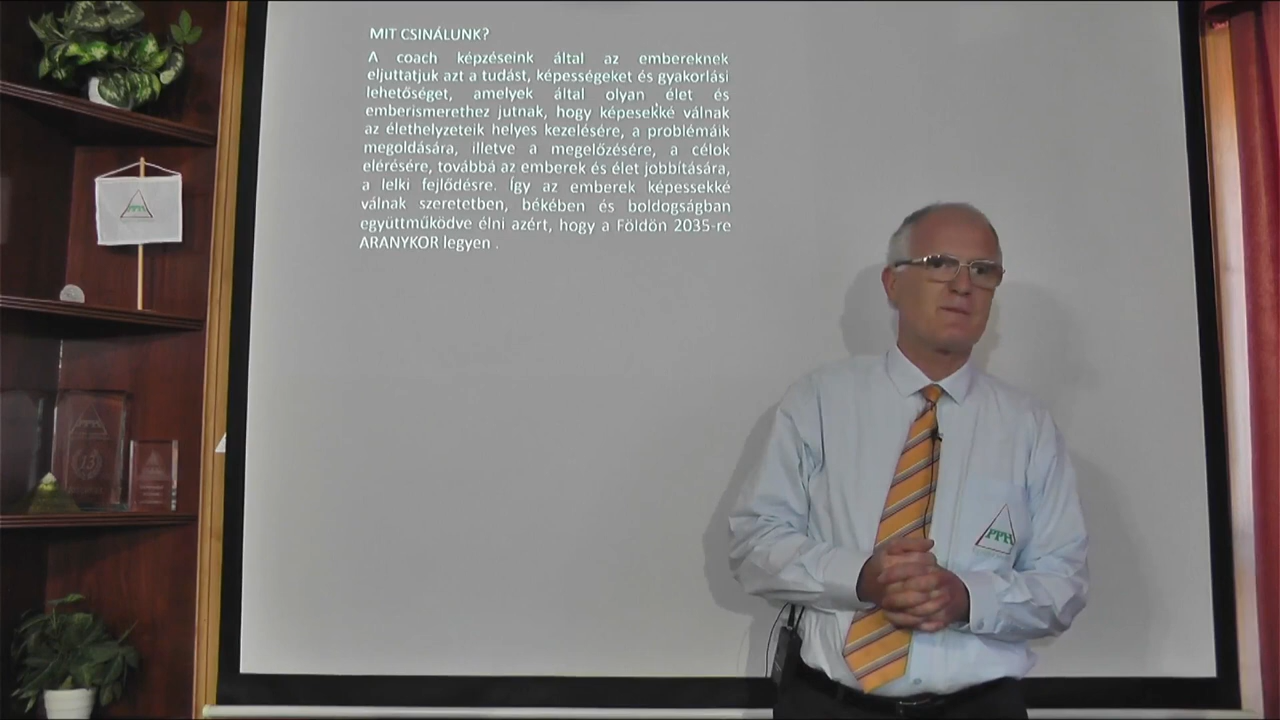 MIT CSINÁLUNK?
A coach képzéseink által az embereknek
eljuttatjuk azt a tudást, képességeket és gyakorlási
lehetőséget, amelyek által olyan élet és
emberismerethez jutnak, hogy képesekké válnak
az élethelyzeteik helyes kezelésére, a problémáik
megoldására, illetve a megelőzésére, a célok
elérésére, továbbá az emberek és élet jobbítására,
a lelki fejlődésre. Így az emberek képessekké
válnak szeretetben, békében és boldogságban
együttműködve élni azért, hogy a Földön 2035-re
ARANYKOR legyen .
PPH
PPH
15